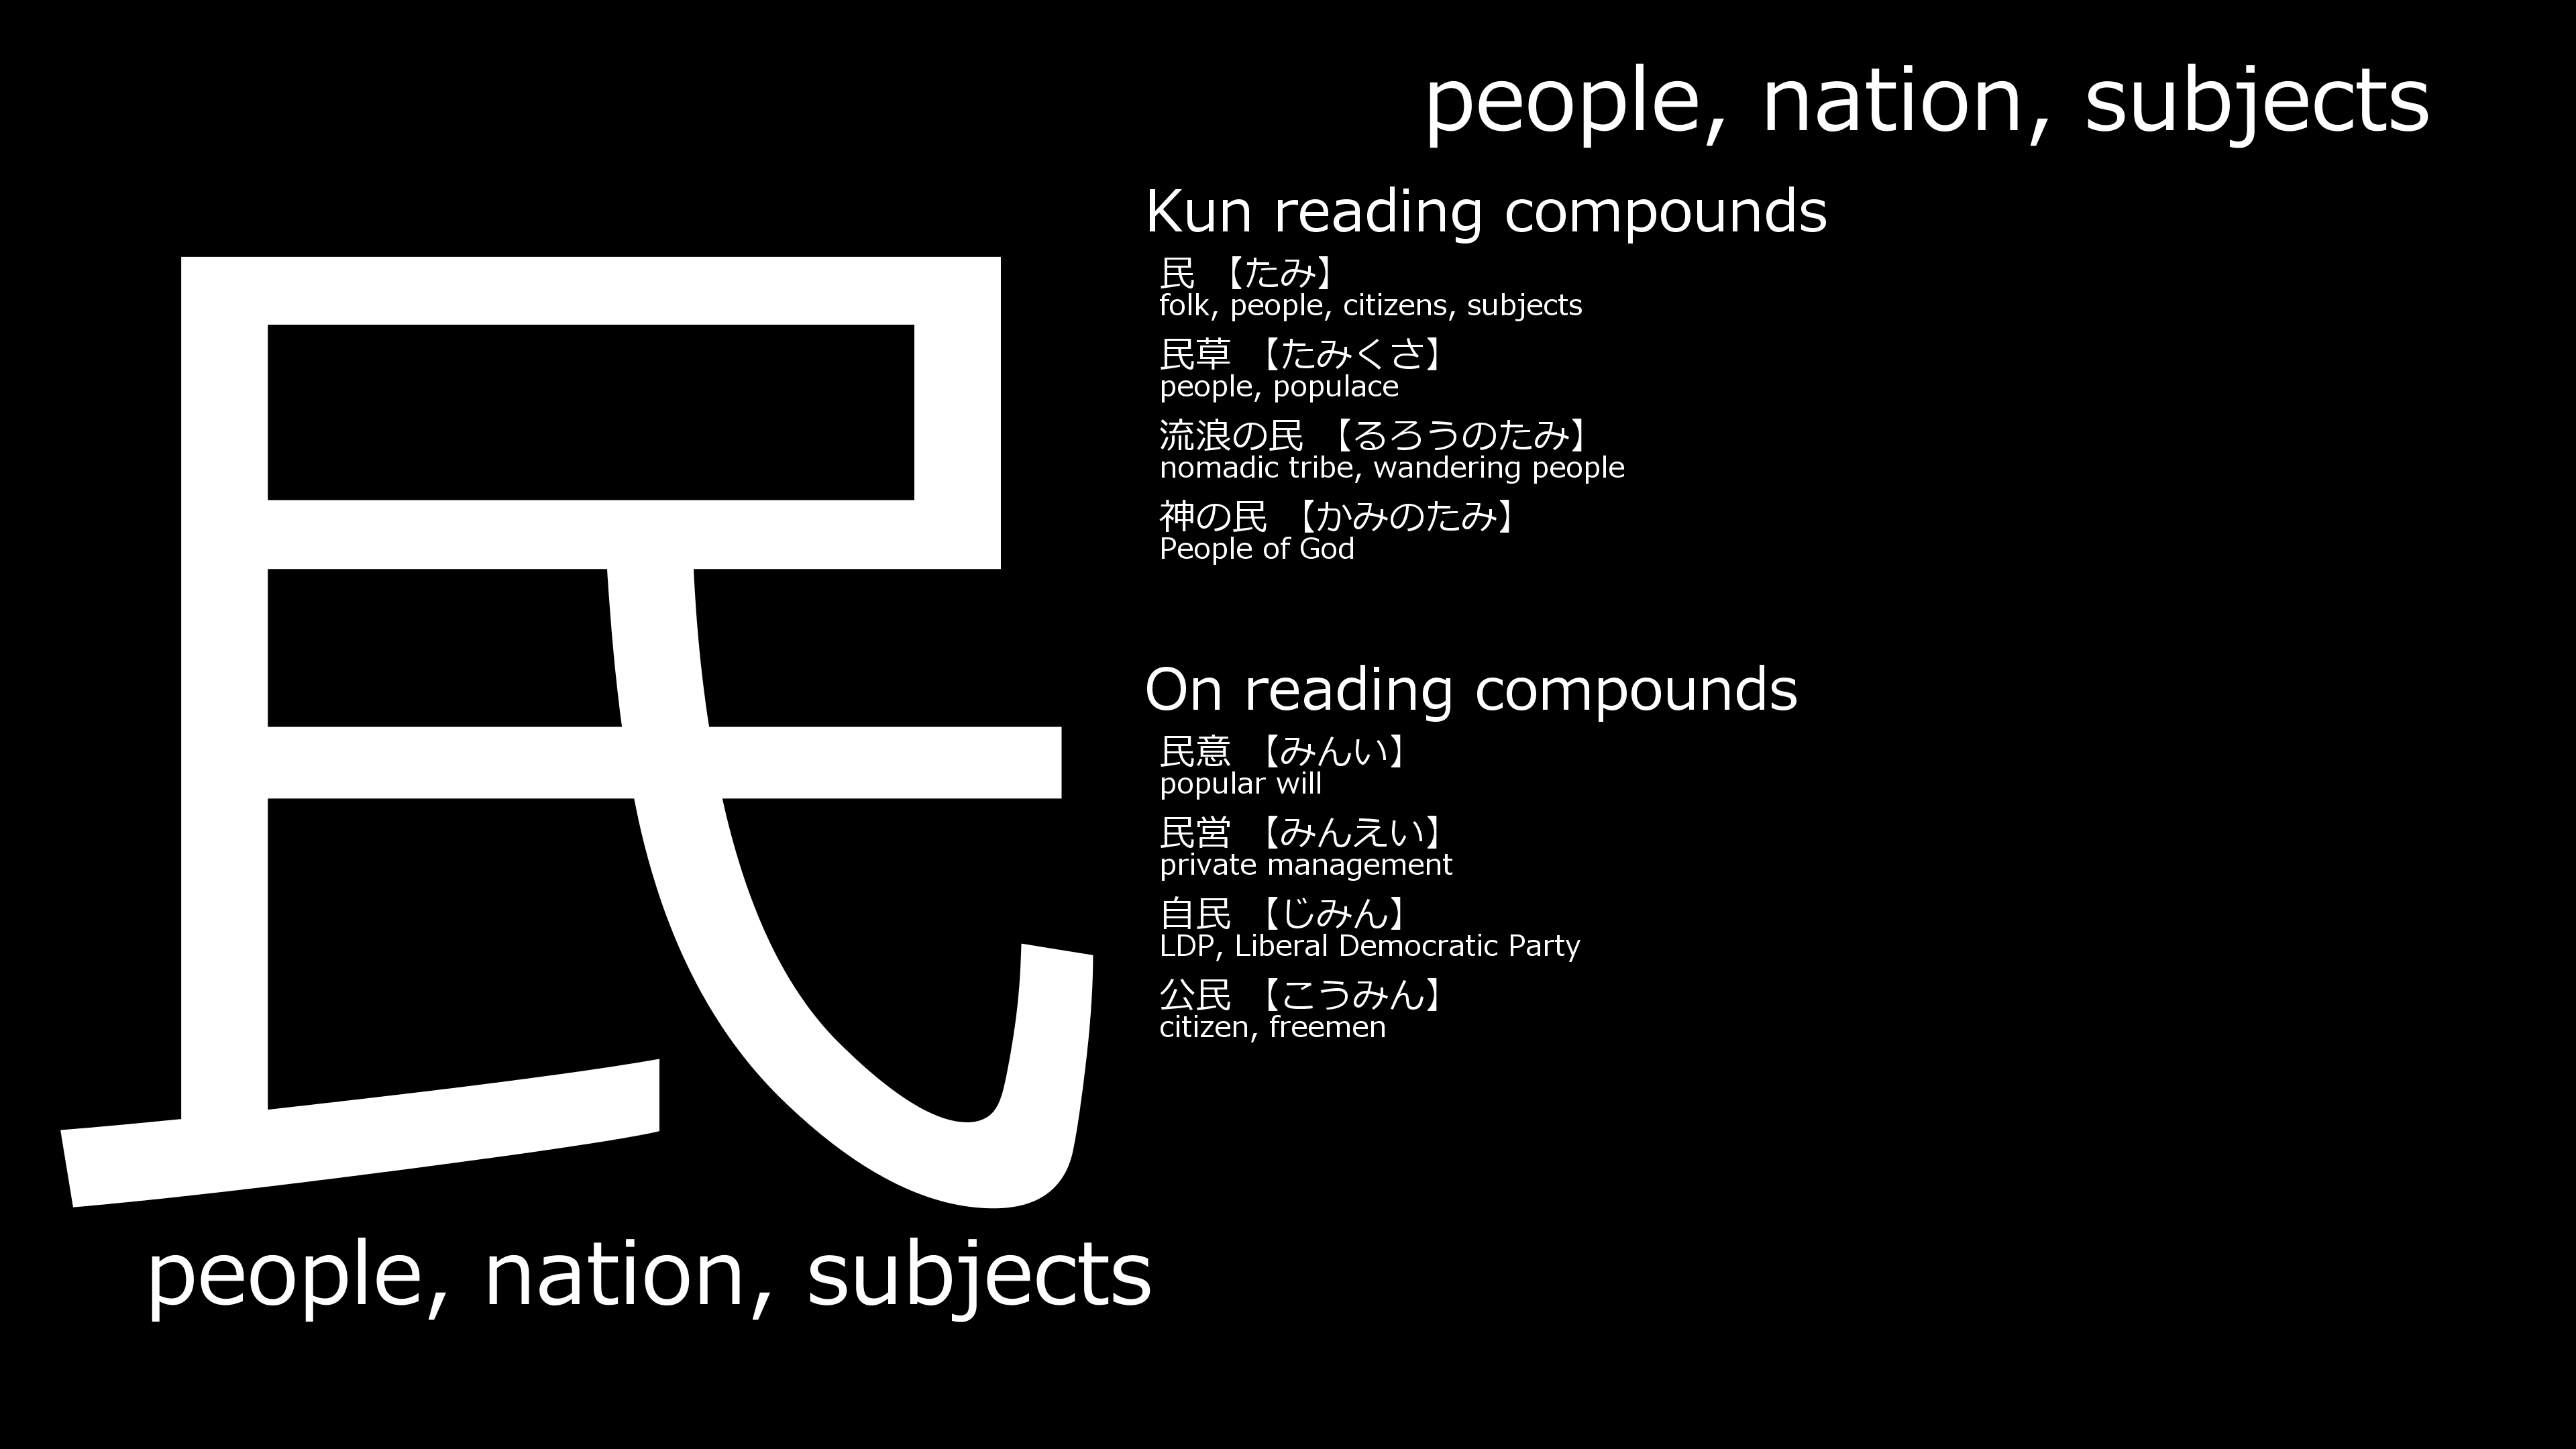 people, nation, subjects
民
people, nation, subjects
Kun reading compounds
民 【たみ】
folk, people, citizens, subjects
民草 【たみくさ】
people, populace
流浪の民 【るろうのたみ】
nomadic tribe, wandering people
神の民 【かみのたみ】
People of God
On reading compounds
民意 【みんい】
popular will
民営 【みんえい】
private management
自民 【じみん】
LDP, Liberal Democratic Party
公民 【こうみん】
citizen, freemen